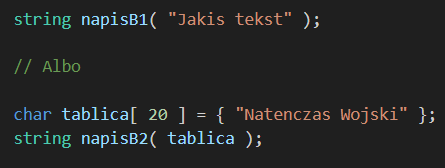 string napisB1( "Jakis tekst" );
// Albo
char tablica[ 20 ] = { "Natenczas Wojski" };
string napisB2( tablica );